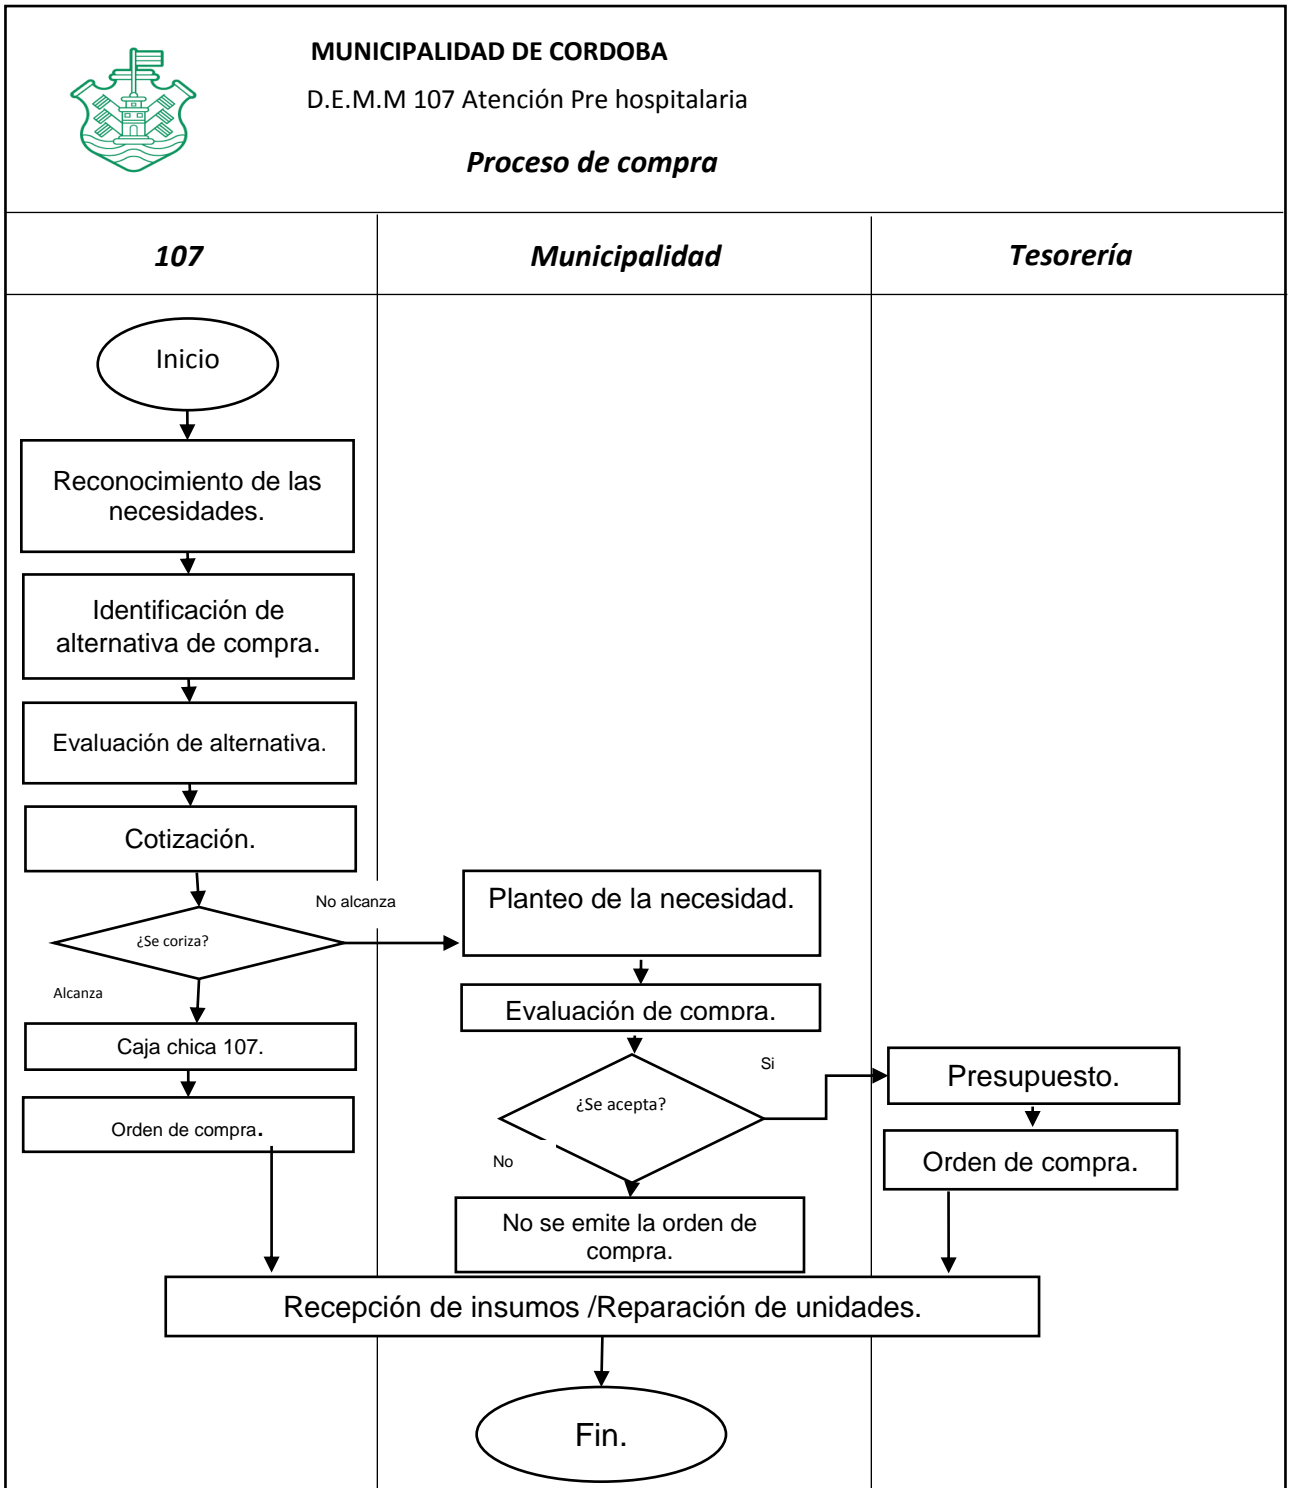 MUNICIPALIDAD DE CORDOBA
D.E.M.M 107 Atención Pre hospitalaria
Proceso de compra
107
Municipalidad
Tesorería
Inicio
Reconocimiento de las
necesidades.
Identificación de
alternativa de compra.
Evaluación de alternativa.
Cotización.
No alcanza
Planteo de la necesidad.
¿Se coriza?
Alcanza
Evaluación de compra.
Caja chica 107.
Si
Presupuesto.
¿Se acepta?
Orden de compra.
No
Orden de compra.
No se emite la orden de
compra.
Recepción de insumos /Reparación de unidades.
Fin.